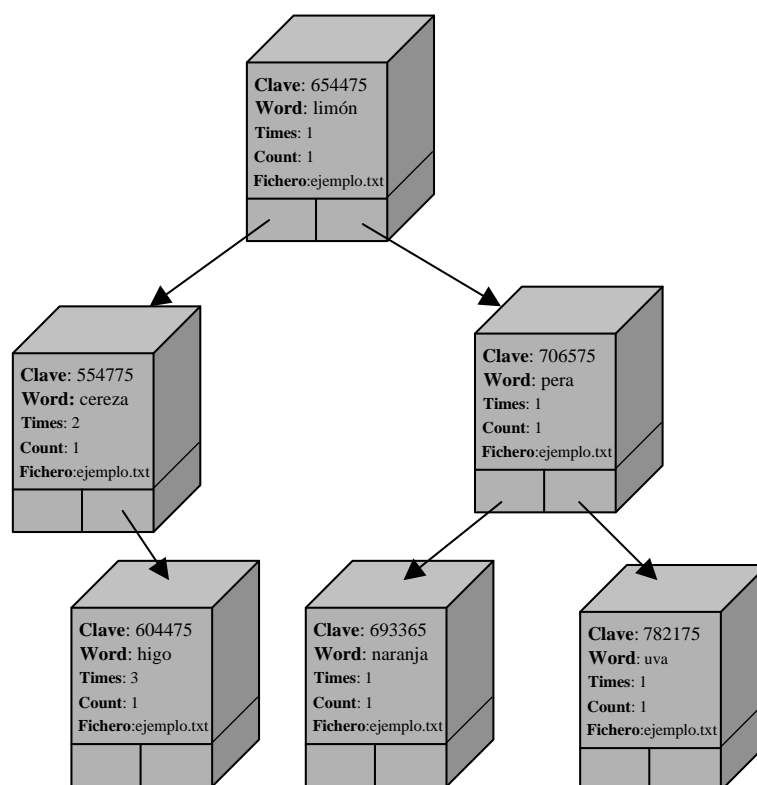 Clave: 654475
Word: limón
Times: 1
Count: 1
Fichero:ejemplo.txt
Clave: 554775
Word: cereza
Times: 2
Count: 1
Fichero:ejemplo.txt
Clave: 706575
Word: pera
Times: 1
Count: 1
Fichero:ejemplo.txt
Clave: 604475
Word: higo
Times: 3
Count: 1
Fichero:ejemplo.txt
Clave: 693365
Word: naranja
Times: 1
Count: 1
Fichero:ejemplo.txt
Clave: 782175
Word: uva
Times: 1
Count: 1
Fichero:ejemplo.txt